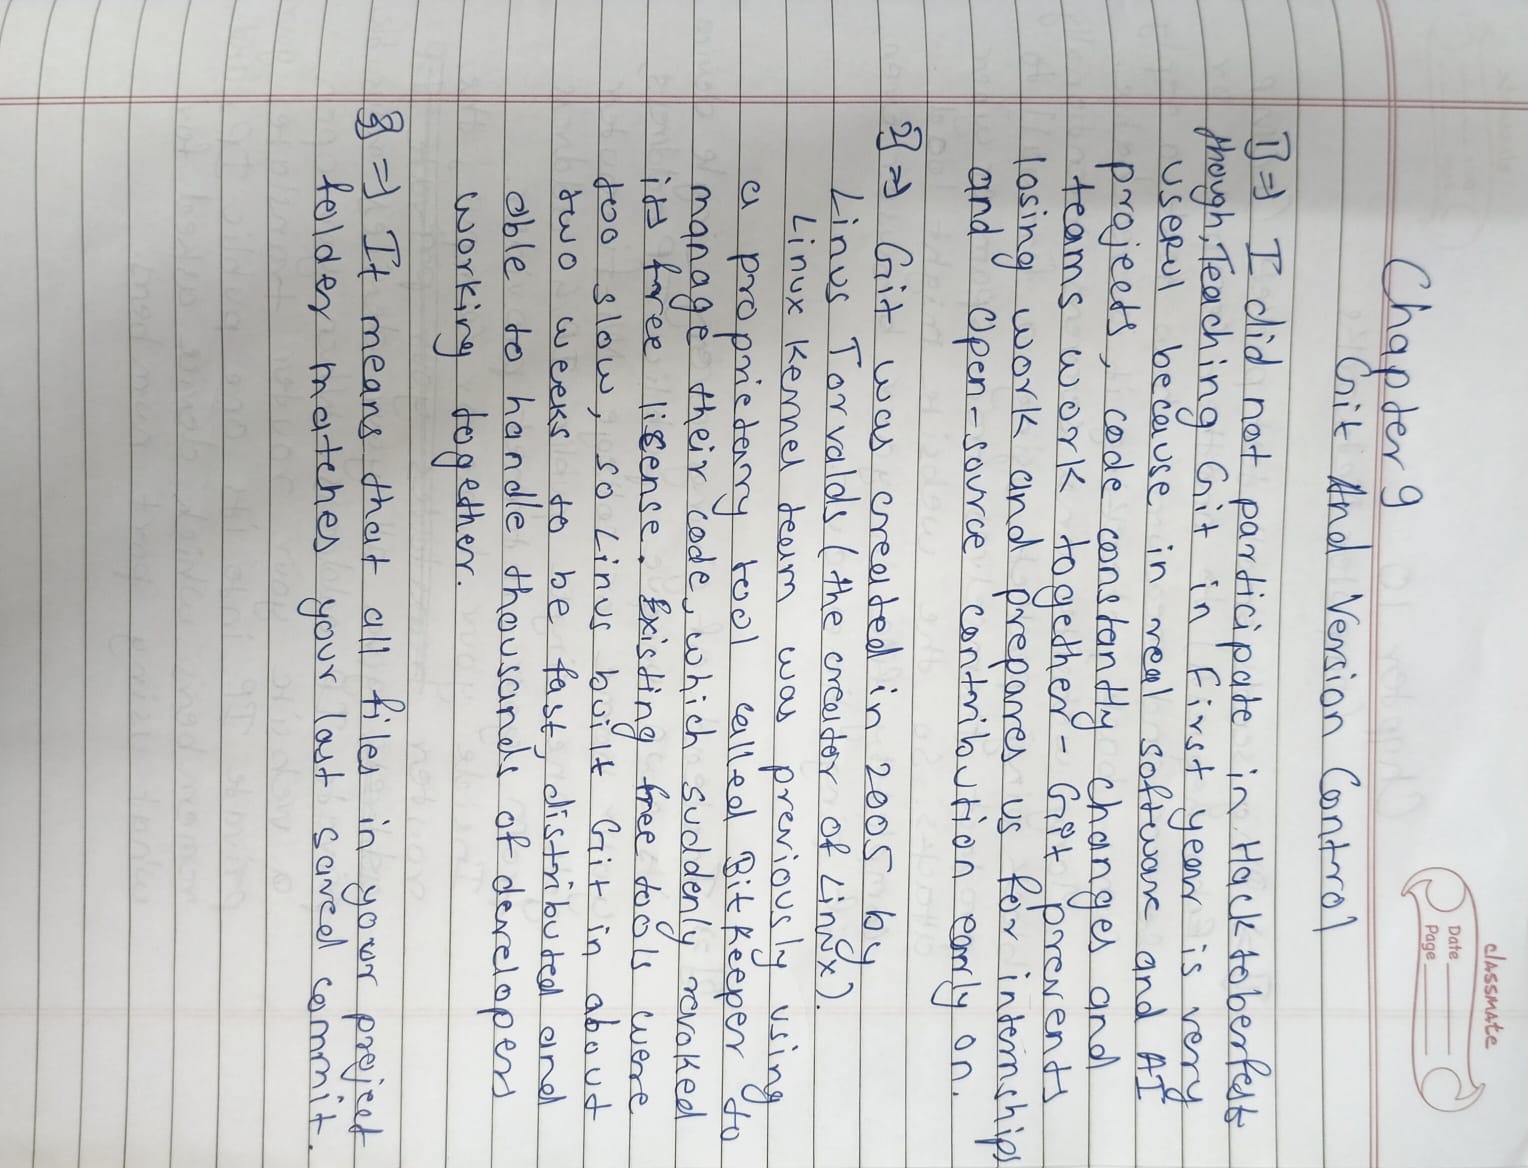 classmate
Date
Page
Chapter 9
Git And Version Control
1] => I did not participate in Hacktoberfest
though, Teaching Git in First year is very
useful because in real software and AI
projects, code constantly changes and
teams work together - Git prevents
losing work and prepares us for internships
and open-source contribution early on.
2] => Git was created in 2005 by
Linus Torvalds (the creator of Linux).
Linux Kernel team was previously using
a proprietary tool called BitKeeper to
manage their code, which suddenly revoked
its free lisense. Existing free tools were
too slow, so Linus built Git in about
two weeks to be fast, distributed and
able to handle thousands of developers
working together.
3] => It means that all files in your project
folder matches your last saved commit.